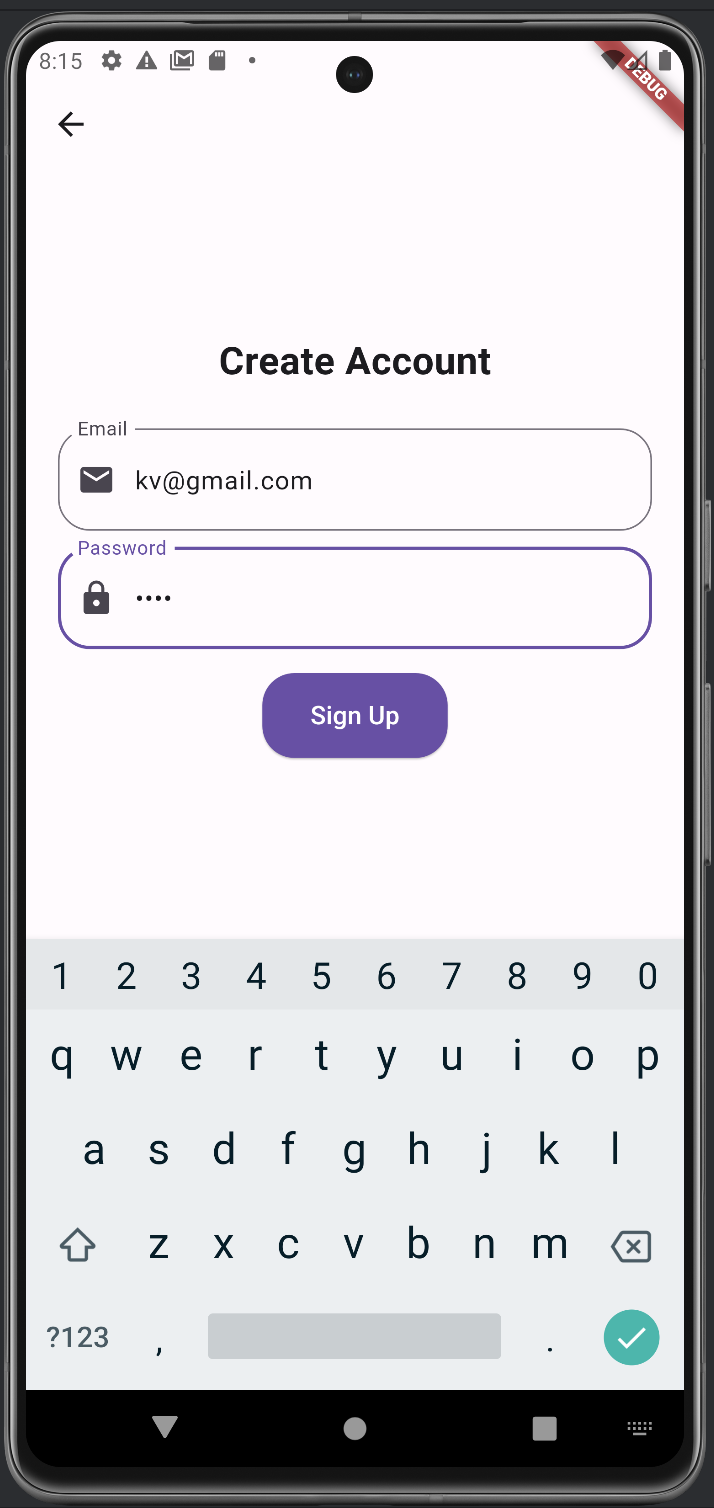 8:15
DEBUG
Create Account
Email
kv@gmail.com
Password
••••
Sign Up
1 2 3 4 5 6 7 8 9 0
q w e r t y u i o p
a s d f g h j k l
z x c v b n m
?123 , .